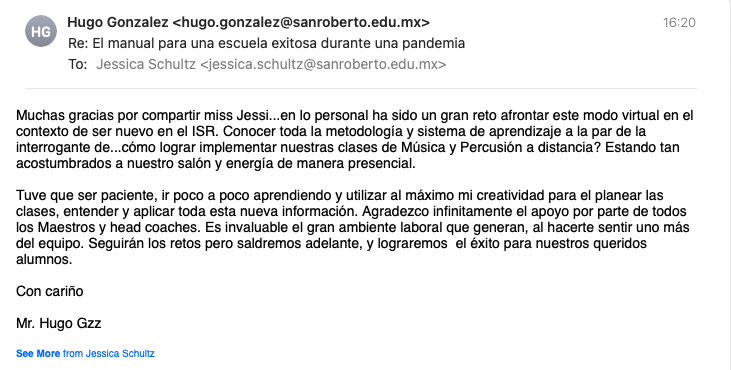 HG
Hugo Gonzalez <hugo.gonzalez@sanroberto.edu.mx>
16:20
Re: El manual para una escuela exitosa durante una pandemia
To: Jessica Schultz <jessica.schultz@sanroberto.edu.mx>
Muchas gracias por compartir miss Jessi...en lo personal ha sido un gran reto afrontar este modo virtual en el
contexto de ser nuevo en el ISR. Conocer toda la metodología y sistema de aprendizaje a la par de la
interrogante de...cómo lograr implementar nuestras clases de Música y Percusión a distancia? Estando tan
acostumbrados a nuestro salón y energía de manera presencial.
Tuve que ser paciente, ir poco a poco aprendiendo y utilizar al máximo mi creatividad para el planear las
clases, entender y aplicar toda esta nueva información. Agradezco infinitamente el apoyo por parte de todos
los Maestros y head coaches. Es invaluable el gran ambiente laboral que generan, al hacerte sentir uno más
del equipo. Seguirán los retos pero saldremos adelante, y lograremos  el éxito para nuestros queridos
alumnos.
Con cariño
Mr. Hugo Gzz
See More from Jessica Schultz